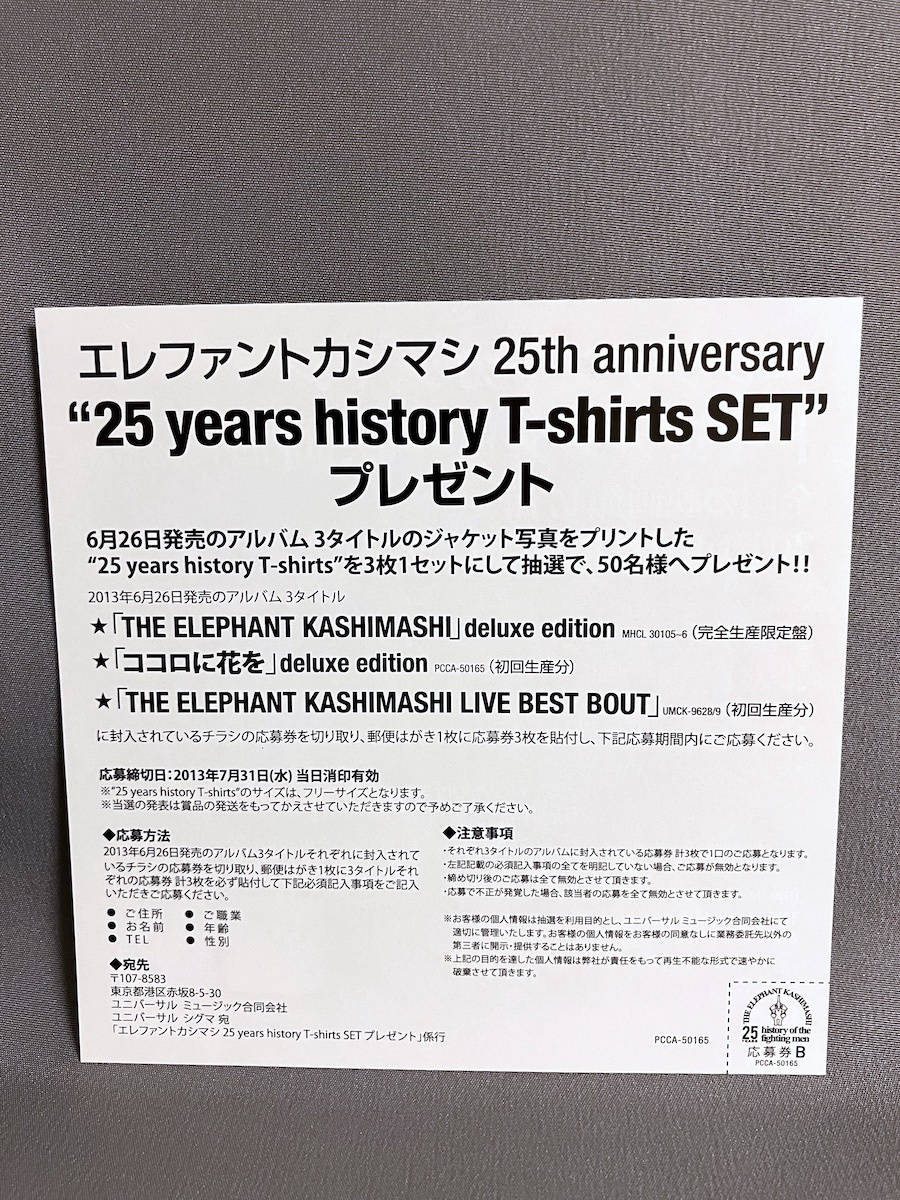 エレファントカシマシ 25th anniversary
“25 years history T-shirts SET”
プレゼント
6月26日発売のアルバム 3タイトルのジャケット写真をプリントした
“25 years history T-shirts”を3枚1セットにして抽選で、50名様へプレゼント!!
2013年6月26日発売のアルバム 3タイトル
★「THE ELEPHANT KASHIMASHI」deluxe edition MHCL 30105~6（完全生産限定盤）
★「ココロに花を」deluxe edition PCCA-50165（初回生産分）
★「THE ELEPHANT KASHIMASHI LIVE BEST BOUT」UMCK-9628/9（初回生産分）
に封入されているチラシの応募券を切り取り、郵便はがき1枚に応募券3枚を貼付し、下記応募期間内にご応募ください。
応募締切日：2013年7月31日(水) 当日消印有効
※“25 years history T-shirts”のサイズは、フリーサイズとなります。
※当選の発表は賞品の発送をもってかえさせていただきますので予めご了承ください。
◆応募方法
2013年6月26日発売のアルバム3タイトルそれぞれに封入されて
いるチラシの応募券を切り取り、郵便はがき1枚に3タイトルそれ
ぞれの応募券 計3枚を必ず貼付して下記必須記入事項をご記入
いただきご応募ください。
● ご住所 ● ご職業
● お名前 ● 年齢
● TEL ● 性別
◆宛先
〒107-8583
東京都港区赤坂8-5-30
ユニバーサル ミュージック合同会社
ユニバーサル シグマ 宛
「エレファントカシマシ 25 years history T-shirts SET プレゼント」係行
◆注意事項
・それぞれ3タイトルのアルバムに封入されている応募券 計3枚で1口のご応募となります。
・左記記載の必須記入事項の全てを明記していない場合、ご応募が無効となります。
・締め切り後のご応募は全て無効とさせて頂きます。
・応募で不正が発覚した場合、該当者の応募を全て無効とさせて頂きます。
※お客様の個人情報は抽選を利用目的とし、ユニバーサル ミュージック合同会社にて
適切に管理いたします。お客様の個人情報をお客様の同意なしに業務委託先以外の
第三者に開示・提供することはありません。
※上記の目的を達した個人情報は弊社が責任をもって再生不能な形式で速やかに
破棄させて頂きます。
PCCA-50165
THE ELEPHANT KASHIMASHI
25 history of the
fighting men
応募券 B
PCCA-50165